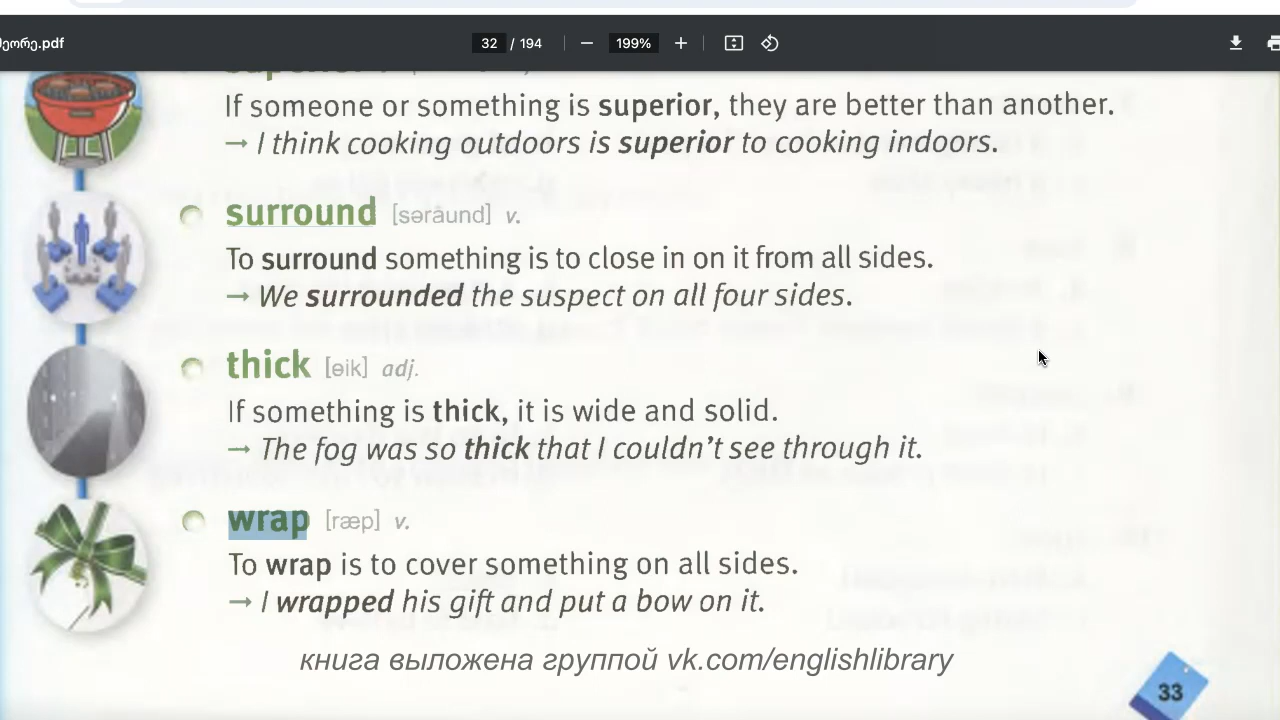 მეორე.pdf
32 / 194
199%
superior
If someone or something is superior, they are better than another.
→ I think cooking outdoors is superior to cooking indoors.
surround [səráund] v.
To surround something is to close in on it from all sides.
→ We surrounded the suspect on all four sides.
thick [θik] adj.
If something is thick, it is wide and solid.
→ The fog was so thick that I couldn't see through it.
wrap [ræp] v.
To wrap is to cover something on all sides.
→ I wrapped his gift and put a bow on it.
книга выложена группой vk.com/englishlibrary
33